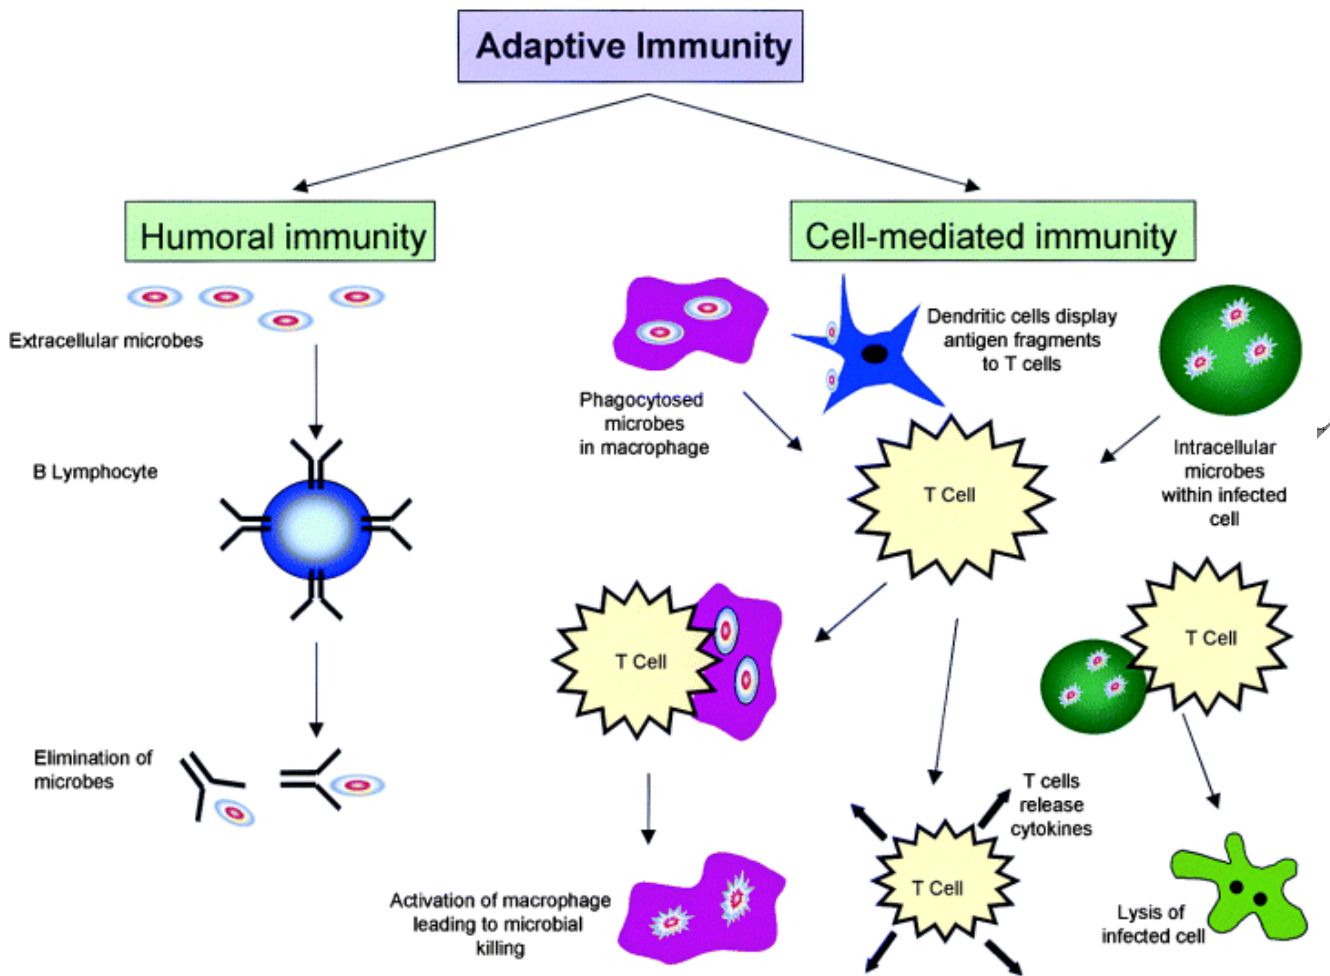 Adaptive Immunity
Humoral immunity
Extracellular microbes
B Lymphocyte
Elimination of
microbes
Cell-mediated immunity
Phagocytosed
microbes
in macrophage
Dendritic cells display
antigen fragments
to T cells
Intracellular
microbes
within infected
cell
T Cell
T Cell
T Cell
Activation of macrophage
leading to microbial
killing
T cells
release
cytokines
T Cell
Lysis of
infected cell